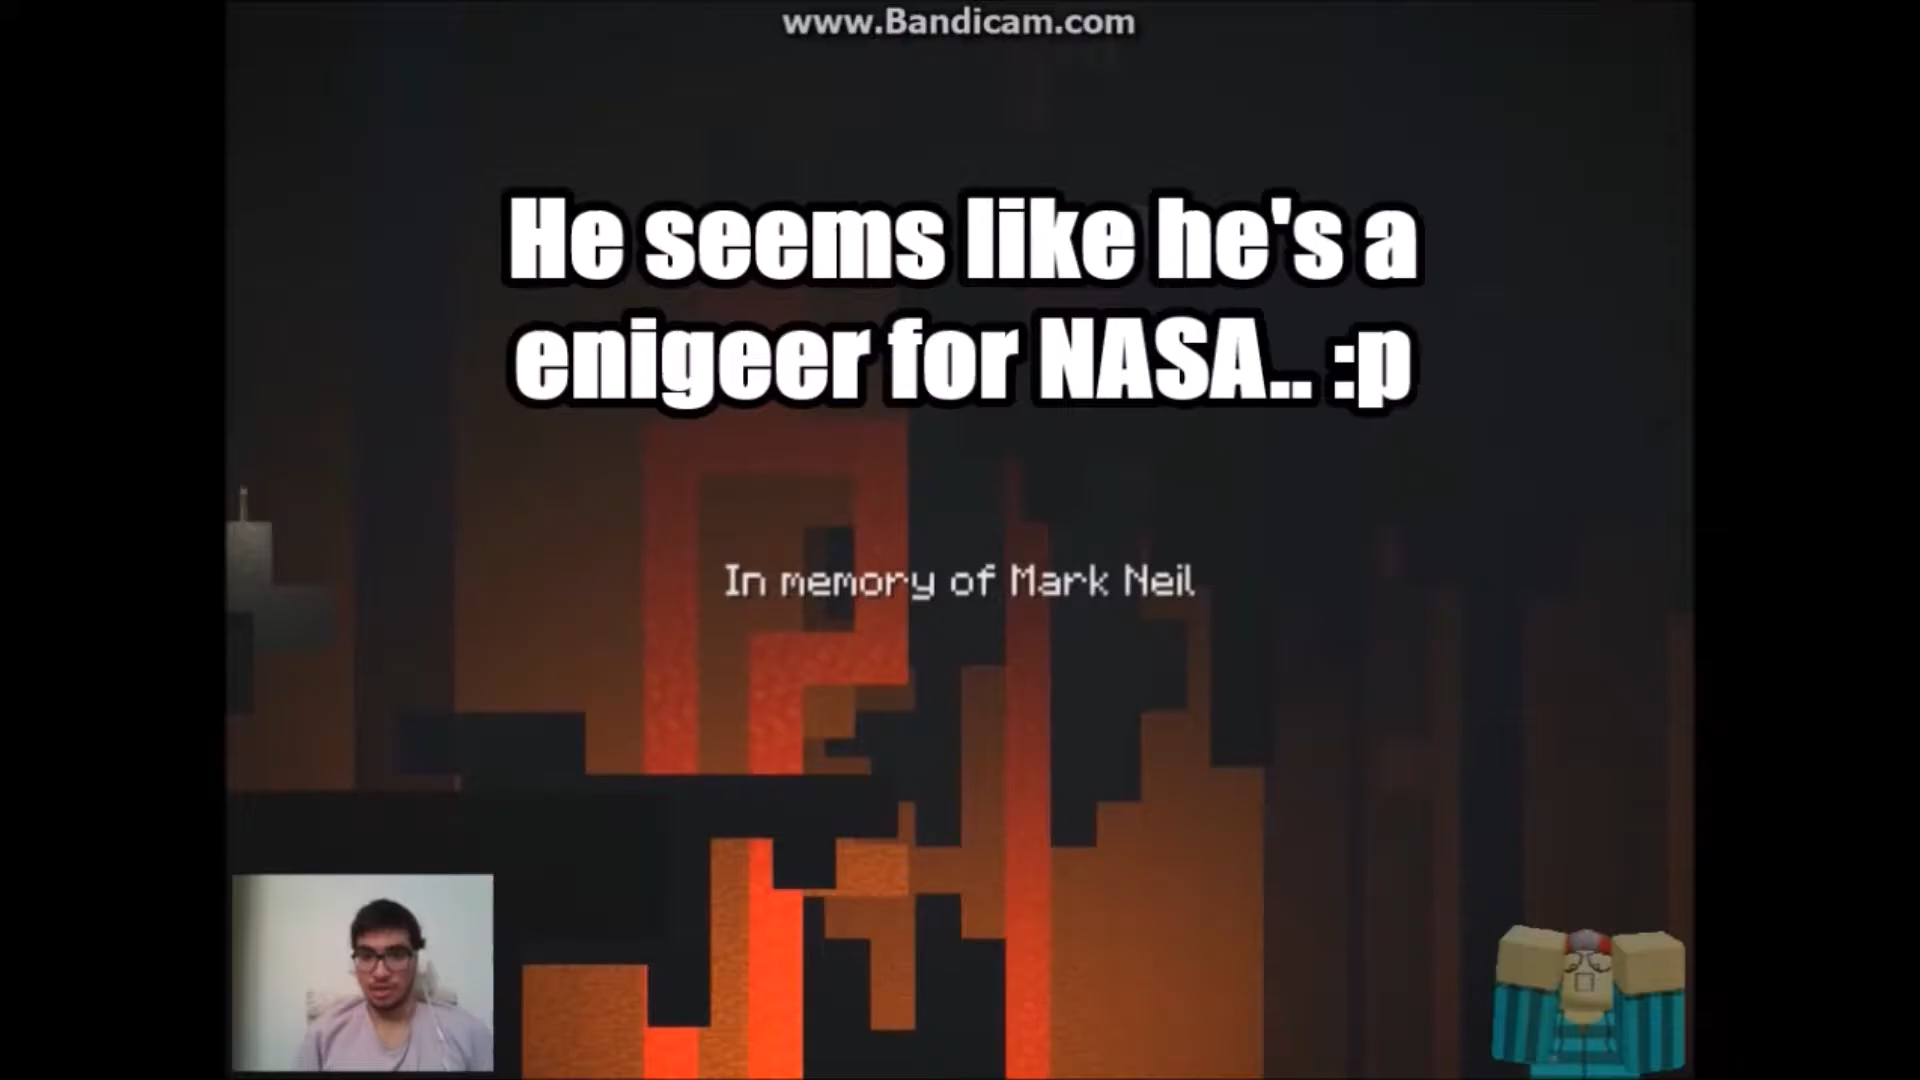 www.Bandicam.com
He seems like he's a
enigeer for NASA.. :p
In memory of Mark Neil